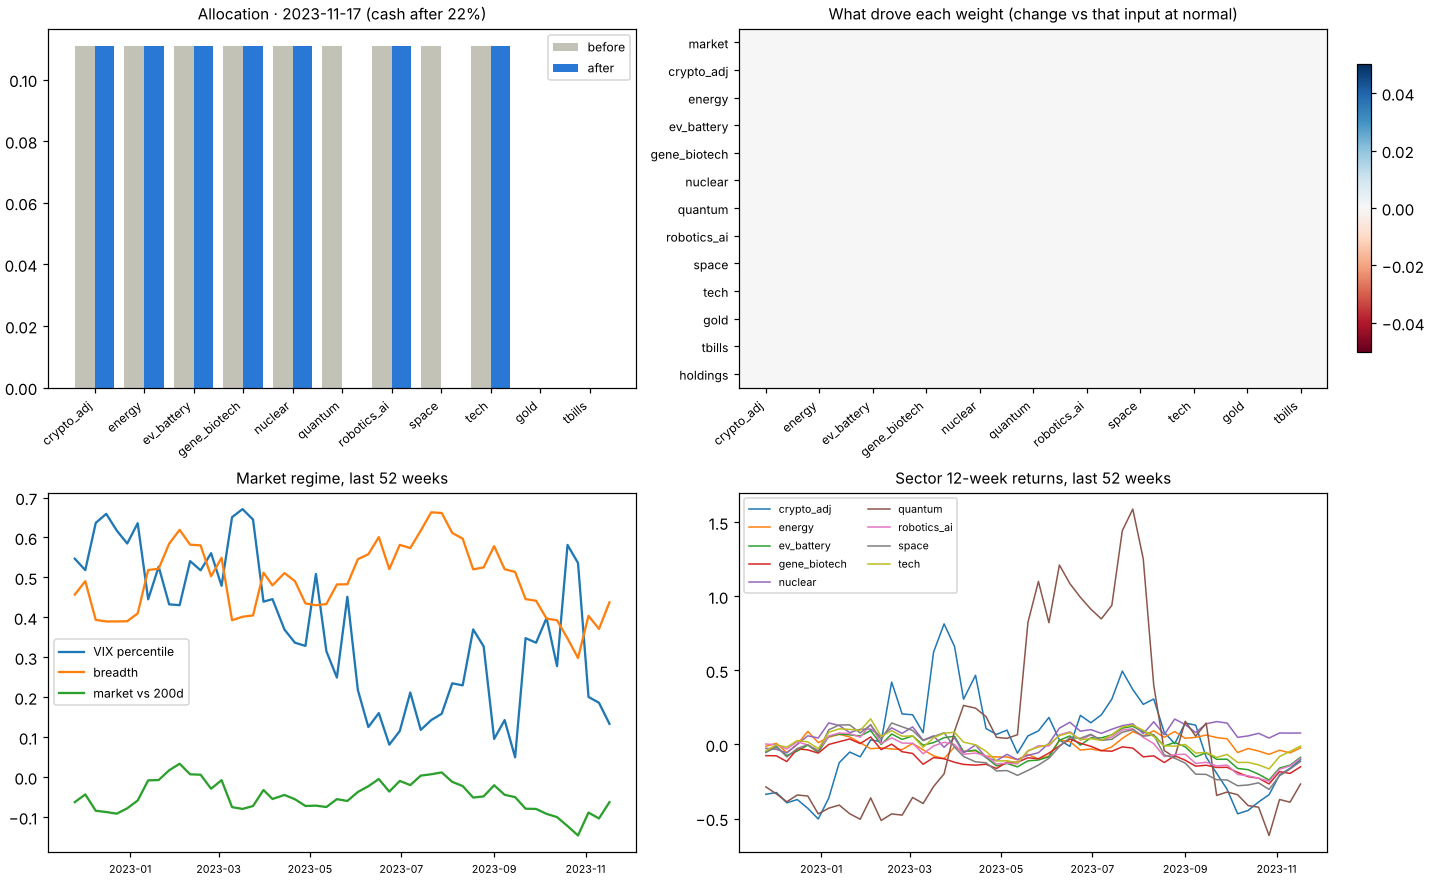 Allocation · 2023-11-17 (cash after 22%)
before
after
0.10
0.08
0.06
0.04
0.02
0.00
crypto_adj
energy
ev_battery
gene_biotech
nuclear
quantum
robotics_ai
space
tech
gold
tbills
What drove each weight (change vs that input at normal)
market
crypto_adj
energy
ev_battery
gene_biotech
nuclear
quantum
robotics_ai
space
tech
gold
tbills
holdings
crypto_adj
energy
ev_battery
gene_biotech
nuclear
quantum
robotics_ai
space
tech
gold
tbills
0.04
0.02
0.00
−0.02
−0.04
Market regime, last 52 weeks
0.7
0.6
0.5
0.4
0.3
0.2
0.1
0.0
−0.1
VIX percentile
breadth
market vs 200d
2023-01
2023-03
2023-05
2023-07
2023-09
2023-11
Sector 12-week returns, last 52 weeks
crypto_adj
energy
ev_battery
gene_biotech
nuclear
quantum
robotics_ai
space
tech
1.5
1.0
0.5
0.0
−0.5
2023-01
2023-03
2023-05
2023-07
2023-09
2023-11